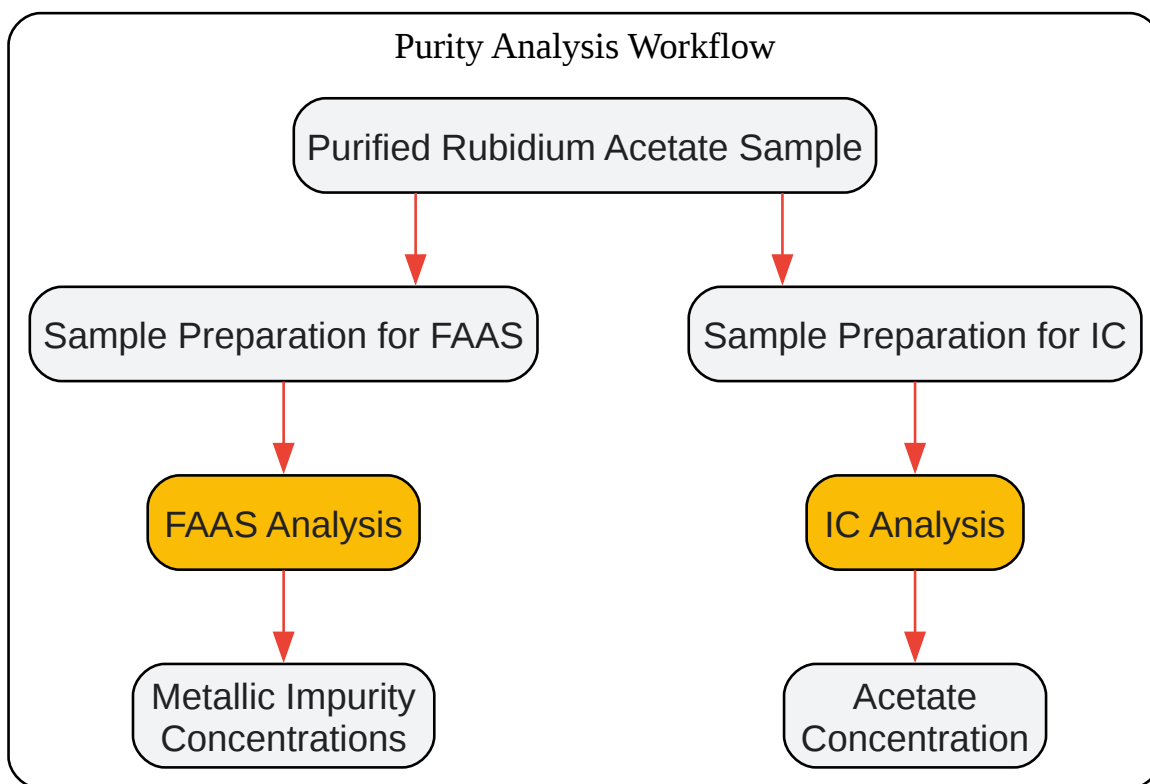 Purity Analysis Workflow
Purified Rubidium Acetate Sample
Sample Preparation for FAAS
Sample Preparation for IC
FAAS Analysis
IC Analysis
Metallic Impurity
Concentrations
Acetate
Concentration